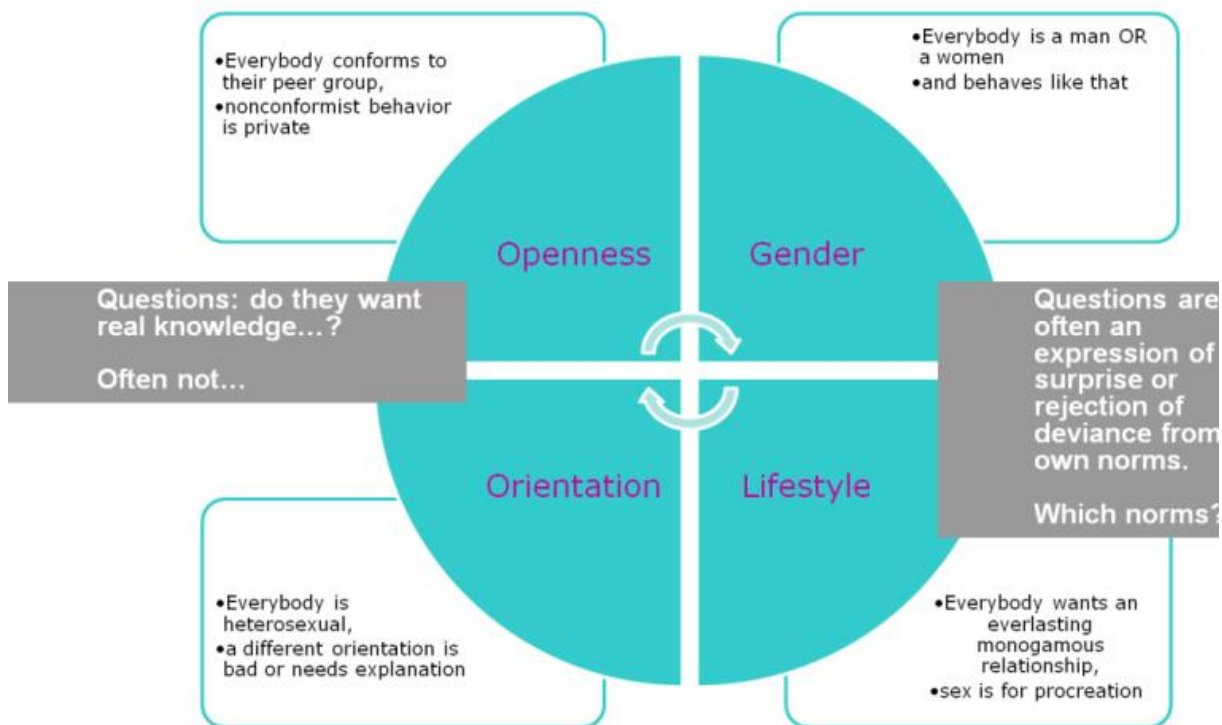 •Everybody conforms to
their peer group,
•nonconformist behavior
is private
•Everybody is a man OR
a women
•and behaves like that
Openness
Gender
Questions: do they want
real knowledge...?
Often not...
Questions are
often an
expression of
surprise or
rejection of
deviance from
own norms.
Which norms?
Orientation
Lifestyle
•Everybody is
heterosexual,
•a different orientation is
bad or needs explanation
•Everybody wants an
everlasting
monogamous
relationship,
•sex is for procreation